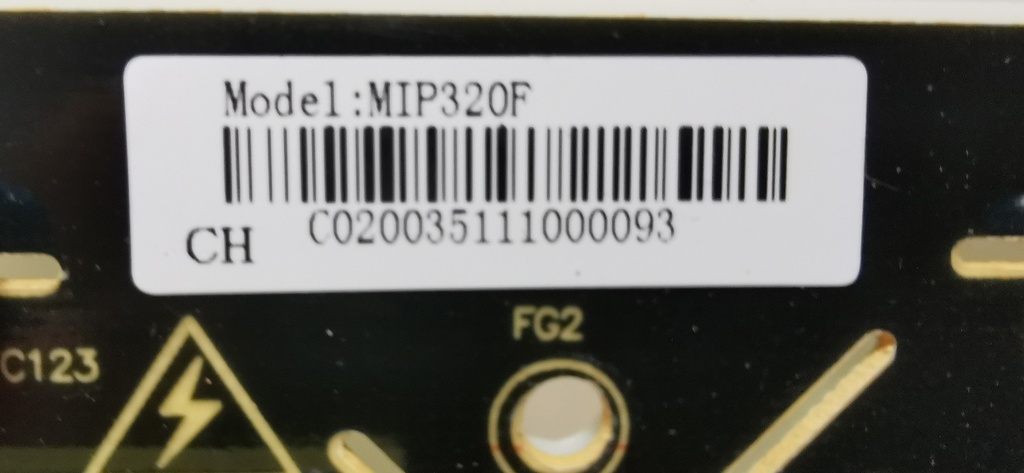 Model:MIP320F
C020035111000093
CH
FG2
C123